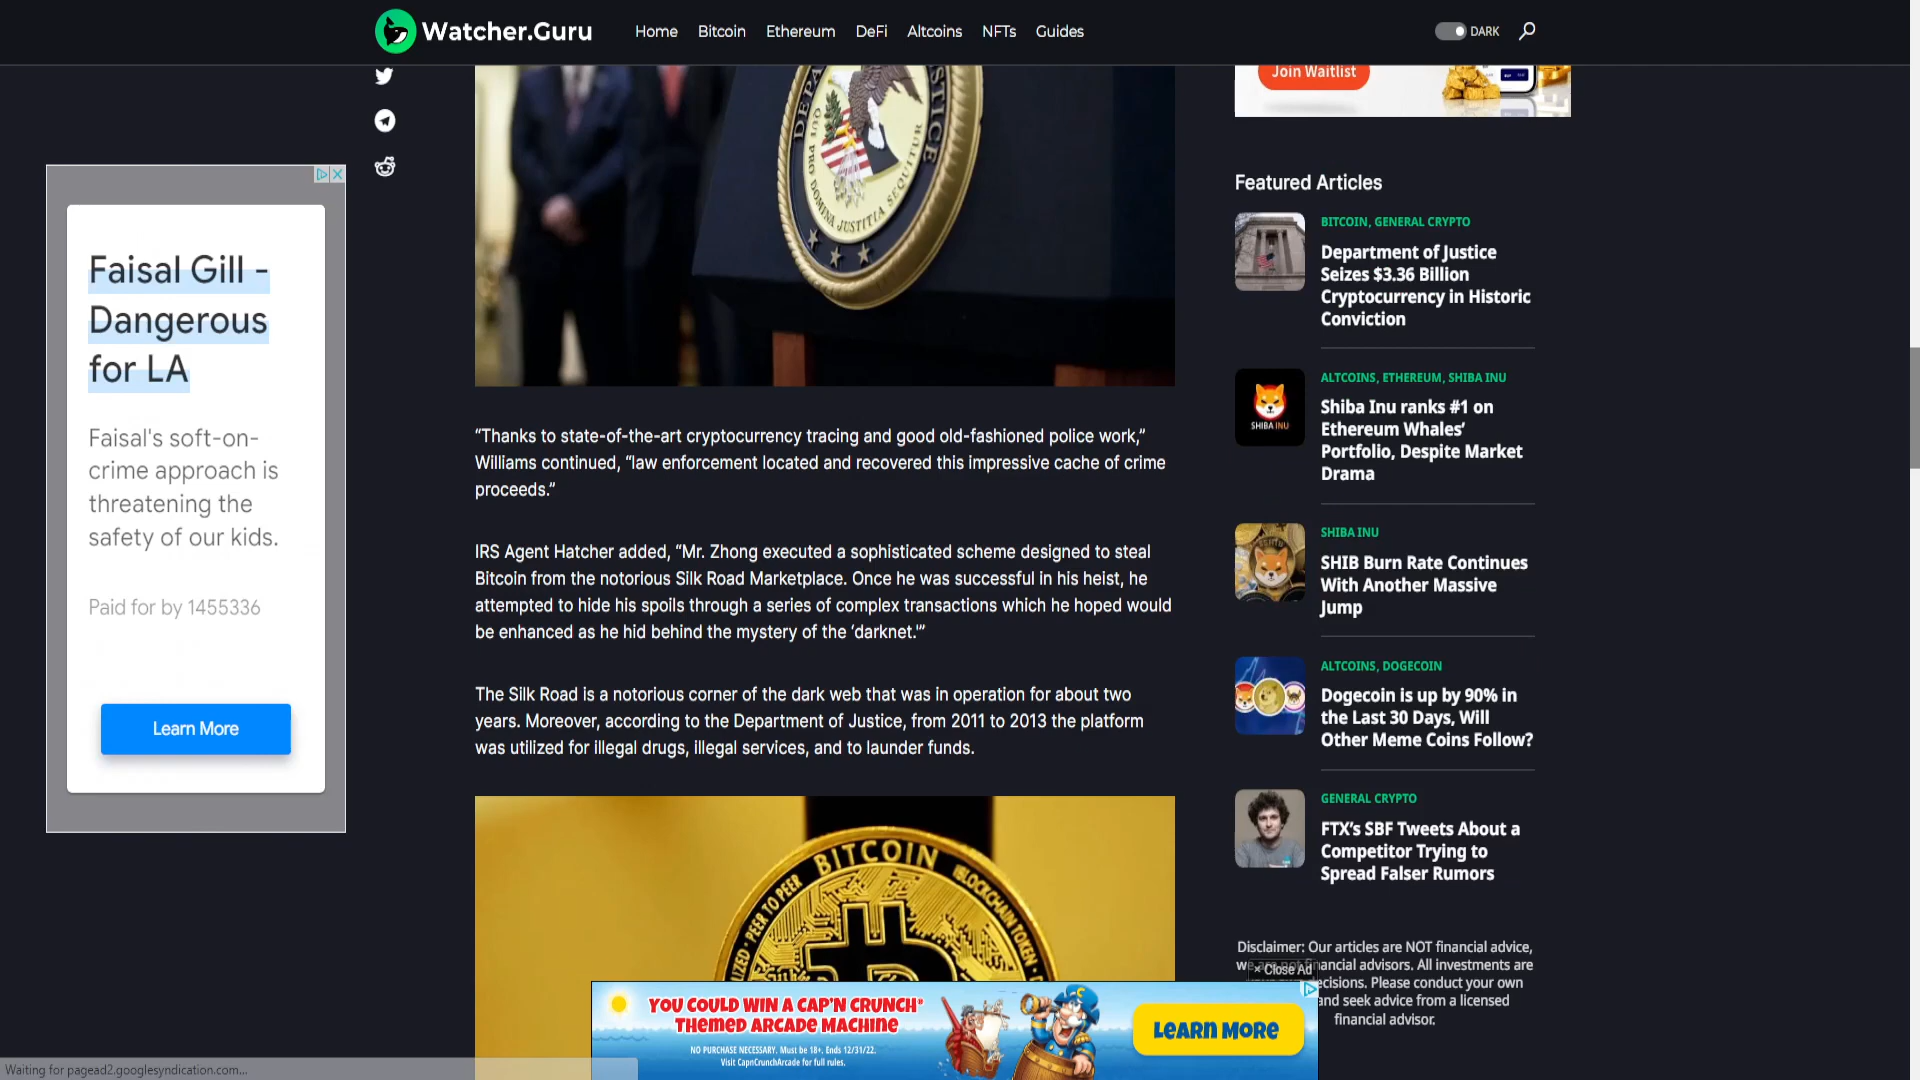 Watcher.Guru
Home Bitcoin Ethereum DeFi Altcoins NFTs Guides
DARK
Join Waitlist
QUI PRO DOMINA JUSTITIA SEQUITUR
Faisal Gill -
Dangerous
for LA
Faisal's soft-on-
crime approach is
threatening the
safety of our kids.
Paid for by 1455336
Learn More
“Thanks to state-of-the-art cryptocurrency tracing and good old-fashioned police work,”
Williams continued, “law enforcement located and recovered this impressive cache of crime
proceeds.”
IRS Agent Hatcher added, “Mr. Zhong executed a sophisticated scheme designed to steal
Bitcoin from the notorious Silk Road Marketplace. Once he was successful in his heist, he
attempted to hide his spoils through a series of complex transactions which he hoped would
be enhanced as he hid behind the mystery of the ‘darknet.’”
The Silk Road is a notorious corner of the dark web that was in operation for about two
years. Moreover, according to the Department of Justice, from 2011 to 2013 the platform
was utilized for illegal drugs, illegal services, and to launder funds.
BITCOIN
BLOCKCHAIN TOKEN
PEER TO PEER
Featured Articles
BITCOIN, GENERAL CRYPTO
Department of Justice
Seizes $3.36 Billion
Cryptocurrency in Historic
Conviction
ALTCOINS, ETHEREUM, SHIBA INU
Shiba Inu ranks #1 on
Ethereum Whales’
Portfolio, Despite Market
Drama
SHIBA INU
SHIBA INU
SHIB Burn Rate Continues
With Another Massive
Jump
ALTCOINS, DOGECOIN
Dogecoin is up by 90% in
the Last 30 Days, Will
Other Meme Coins Follow?
GENERAL CRYPTO
FTX’s SBF Tweets About a
Competitor Trying to
Spread Falser Rumors
Disclaimer: Our articles are NOT financial advice,
financial advisors. All investments are
Please conduct your own
and seek advice from a licensed
financial advisor.
× Close Ad
YOU COULD WIN A CAP'N CRUNCH®
THEMED ARCADE MACHINE
NO PURCHASE NECESSARY. Must be 18+. Ends 12/31/22.
Visit CapnCrunchArcade for full rules.
LEARN MORE
Waiting for pagead2.googlesyndication.com...